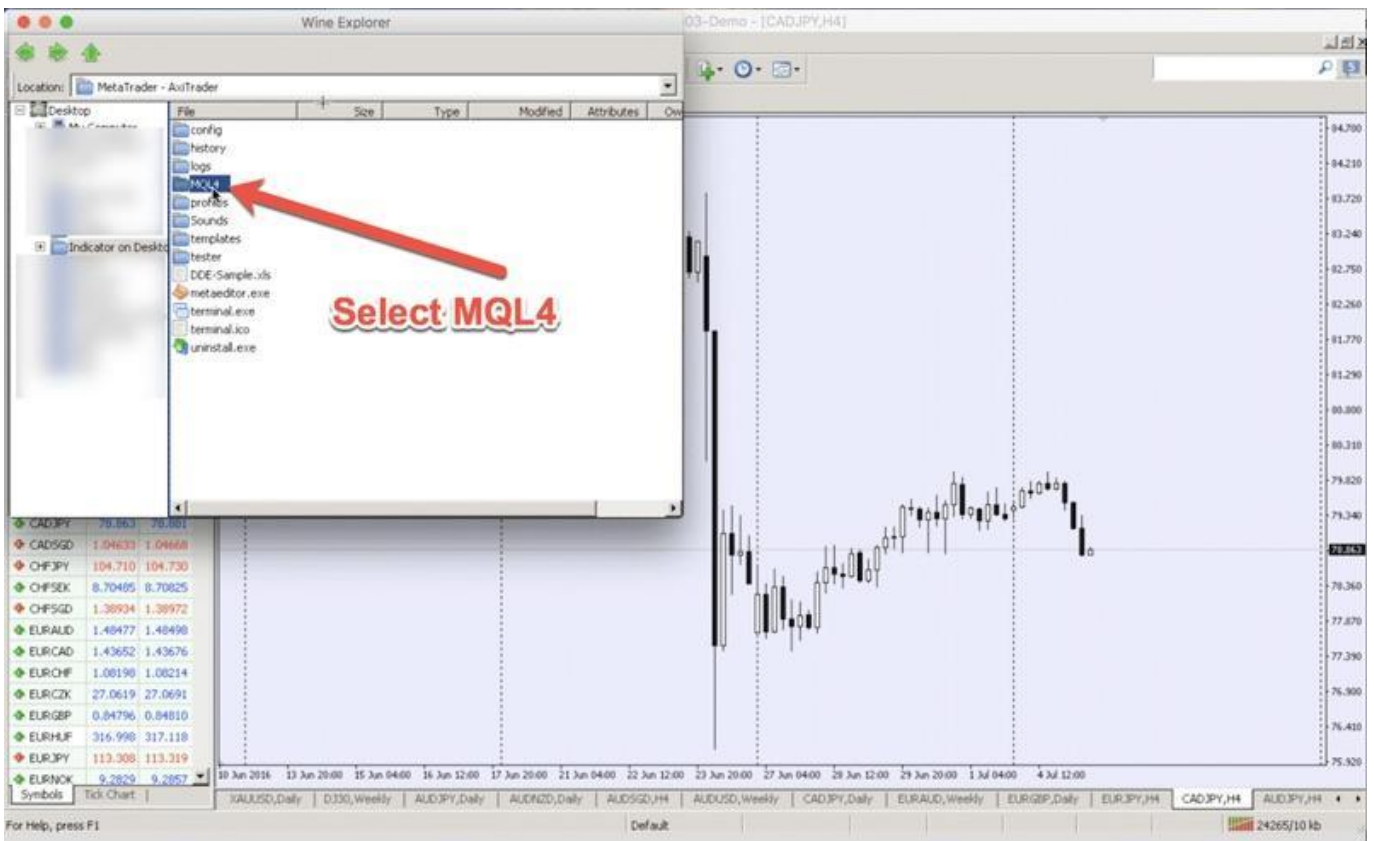 Wine Explorer
03-Demo - [CADJPY,H4]
Location: MetaTrader - AxiTrader
Desktop
My Computer
Indicator on Deskto
File Size Type Modified Attributes Ow
config
history
logs
MQL4
profiles
Sounds
templates
tester
DDE-Sample.xls
metaeditor.exe
terminal.exe
terminal.ico
uninstall.exe
Select MQL4
84.700
84.210
83.720
83.240
82.750
82.260
81.770
81.290
80.800
80.310
79.820
79.340
78.863
78.360
77.870
77.390
76.900
76.410
75.920
CADJPY 78.863 78.881
CADSGD 1.04633 1.04668
CHFJPY 104.710 104.730
CHFSEK 8.70485 8.70825
CHFSGD 1.38934 1.38972
EURAUD 1.48477 1.48498
EURCAD 1.43652 1.43676
EURCHF 1.08198 1.08214
EURCZK 27.0619 27.0691
EURGBP 0.84796 0.84810
EURHUF 316.998 317.118
EURJPY 113.308 113.319
EURNOK 9.2829 9.2857
10 Jun 2016 13 Jun 20:00 15 Jun 04:00 16 Jun 12:00 17 Jun 20:00 21 Jun 04:00 22 Jun 12:00 23 Jun 20:00 27 Jun 04:00 28 Jun 12:00 29 Jun 20:00 1 Jul 04:00 4 Jul 12:00
Symbols Tick Chart
XAUUSD,Daily DJ30,Weekly AUDJPY,Daily AUDNZD,Daily AUDSGD,H4 AUDUSD,Weekly CADJPY,Daily EURAUD,Weekly EURGBP,Daily EURJPY,H4 CADJPY,H4 AUDJPY,H4
For Help, press F1
Default
24265/10 kb